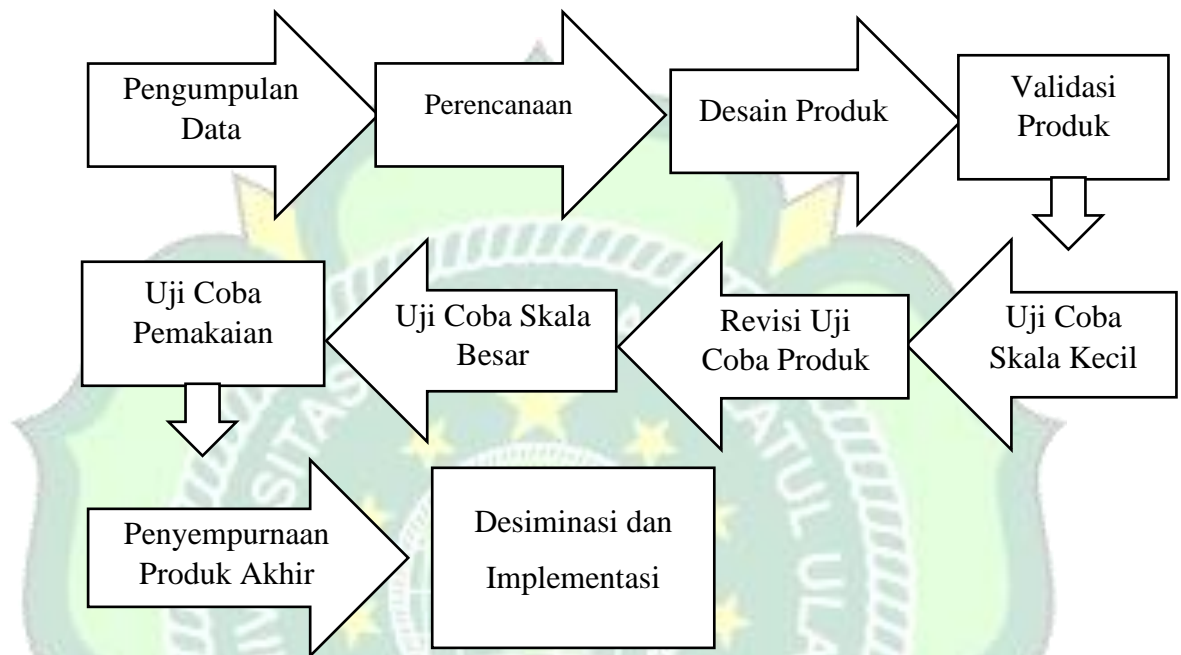 Pengumpulan
Data
Perencanaan
Desain Produk
Validasi
Produk
Uji Coba
Skala Kecil
Revisi Uji
Coba Produk
Uji Coba Skala
Besar
Uji Coba
Pemakaian
Penyempurnaan
Produk Akhir
Desiminasi dan
Implementasi